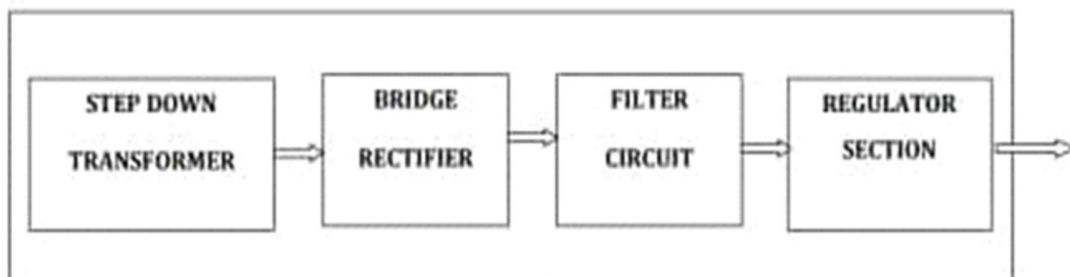 STEP DOWN
TRANSFORMER
BRIDGE
RECTIFIER
FILTER
CIRCUIT
REGULATOR
SECTION